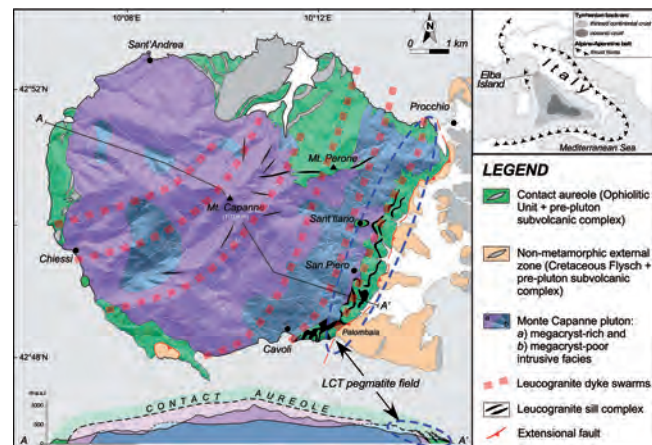 10°08'E
10°12'E
N
0 1 km
Sant'Andrea
42°52'N
Procchio
A
Mt. Perone
Mt. Capanne
Sant'Ilario
Chiessi
San Piero
A'
Palombaia
Cavoli
42°48'N
LCT pegmatite field
CONTACT AUREOLE
A
A'
Tyrrhenian back-arc
thinned continental crust
oceanic crust
Alpine-Apennine belt
Elba
Island
Italy
Mediterranean Sea
LEGEND
Contact aureole (Ophiolitic
Unit + pre-pluton
subvolcanic complex)
Non-metamorphic external
zone (Cretaceous Flysch +
pre-pluton subvolcanic
complex)
Monte Capanne pluton:
a) megacryst-rich and
b) megacryst-poor
intrusive facies
Leucogranite dyke swarms
Leucogranite sill complex
Extensional fault